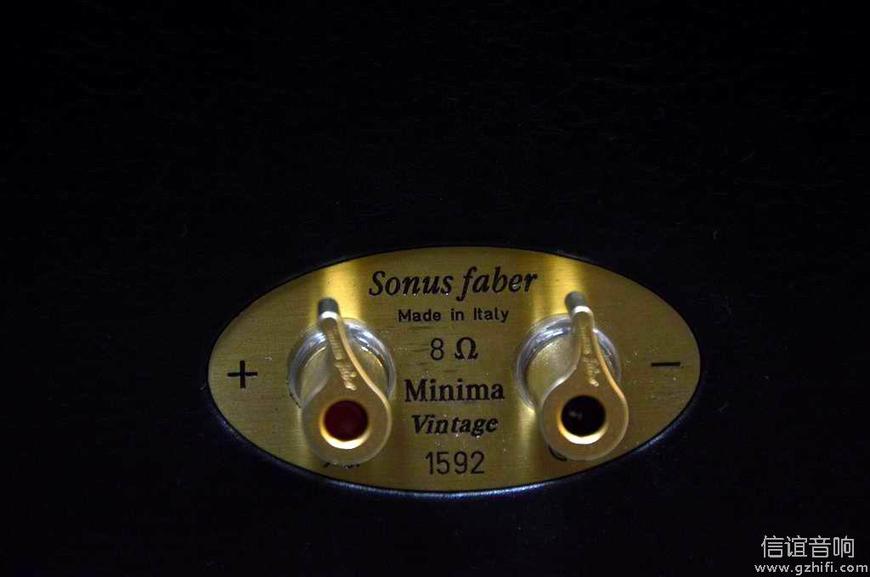 Sonus faber
Made in Italy
8 Ω
+
−
Minima
Vintage
1592
信谊音响
www.gzhifi.com